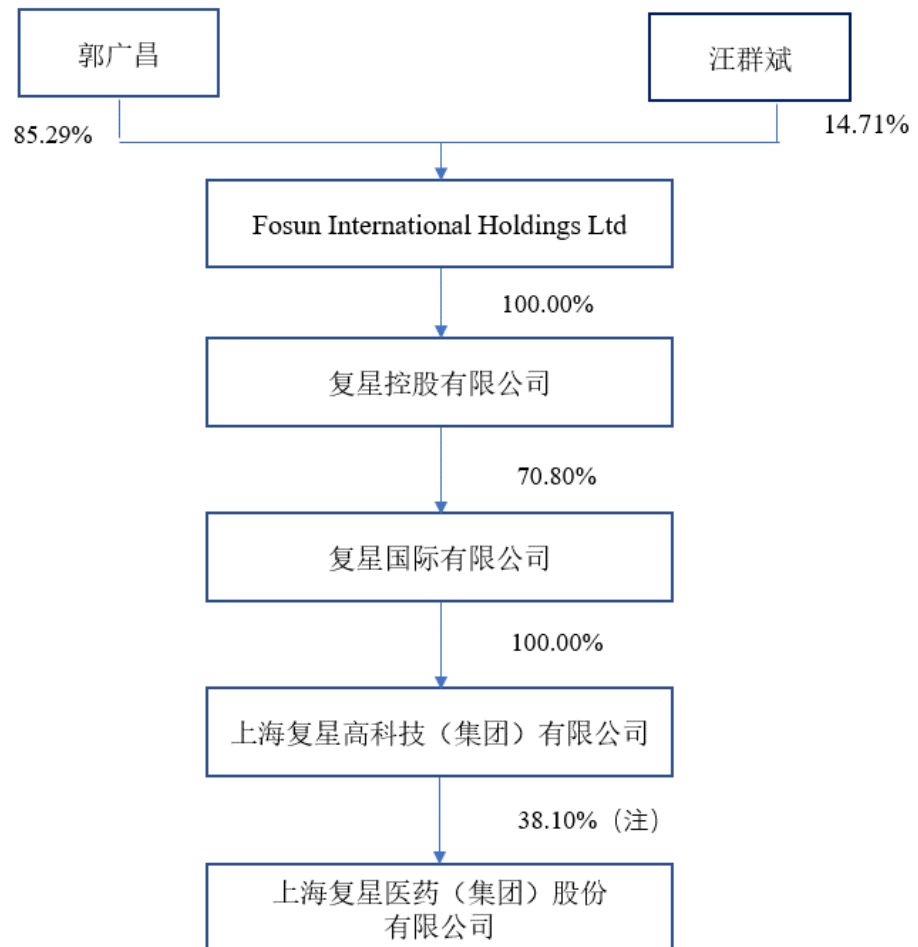 郭广昌
汪群斌
85.29%
14.71%
Fosun International Holdings Ltd
100.00%
复星控股有限公司
70.80%
复星国际有限公司
100.00%
上海复星高科技（集团）有限公司
38.10%（注）
上海复星医药（集团）股份
有限公司